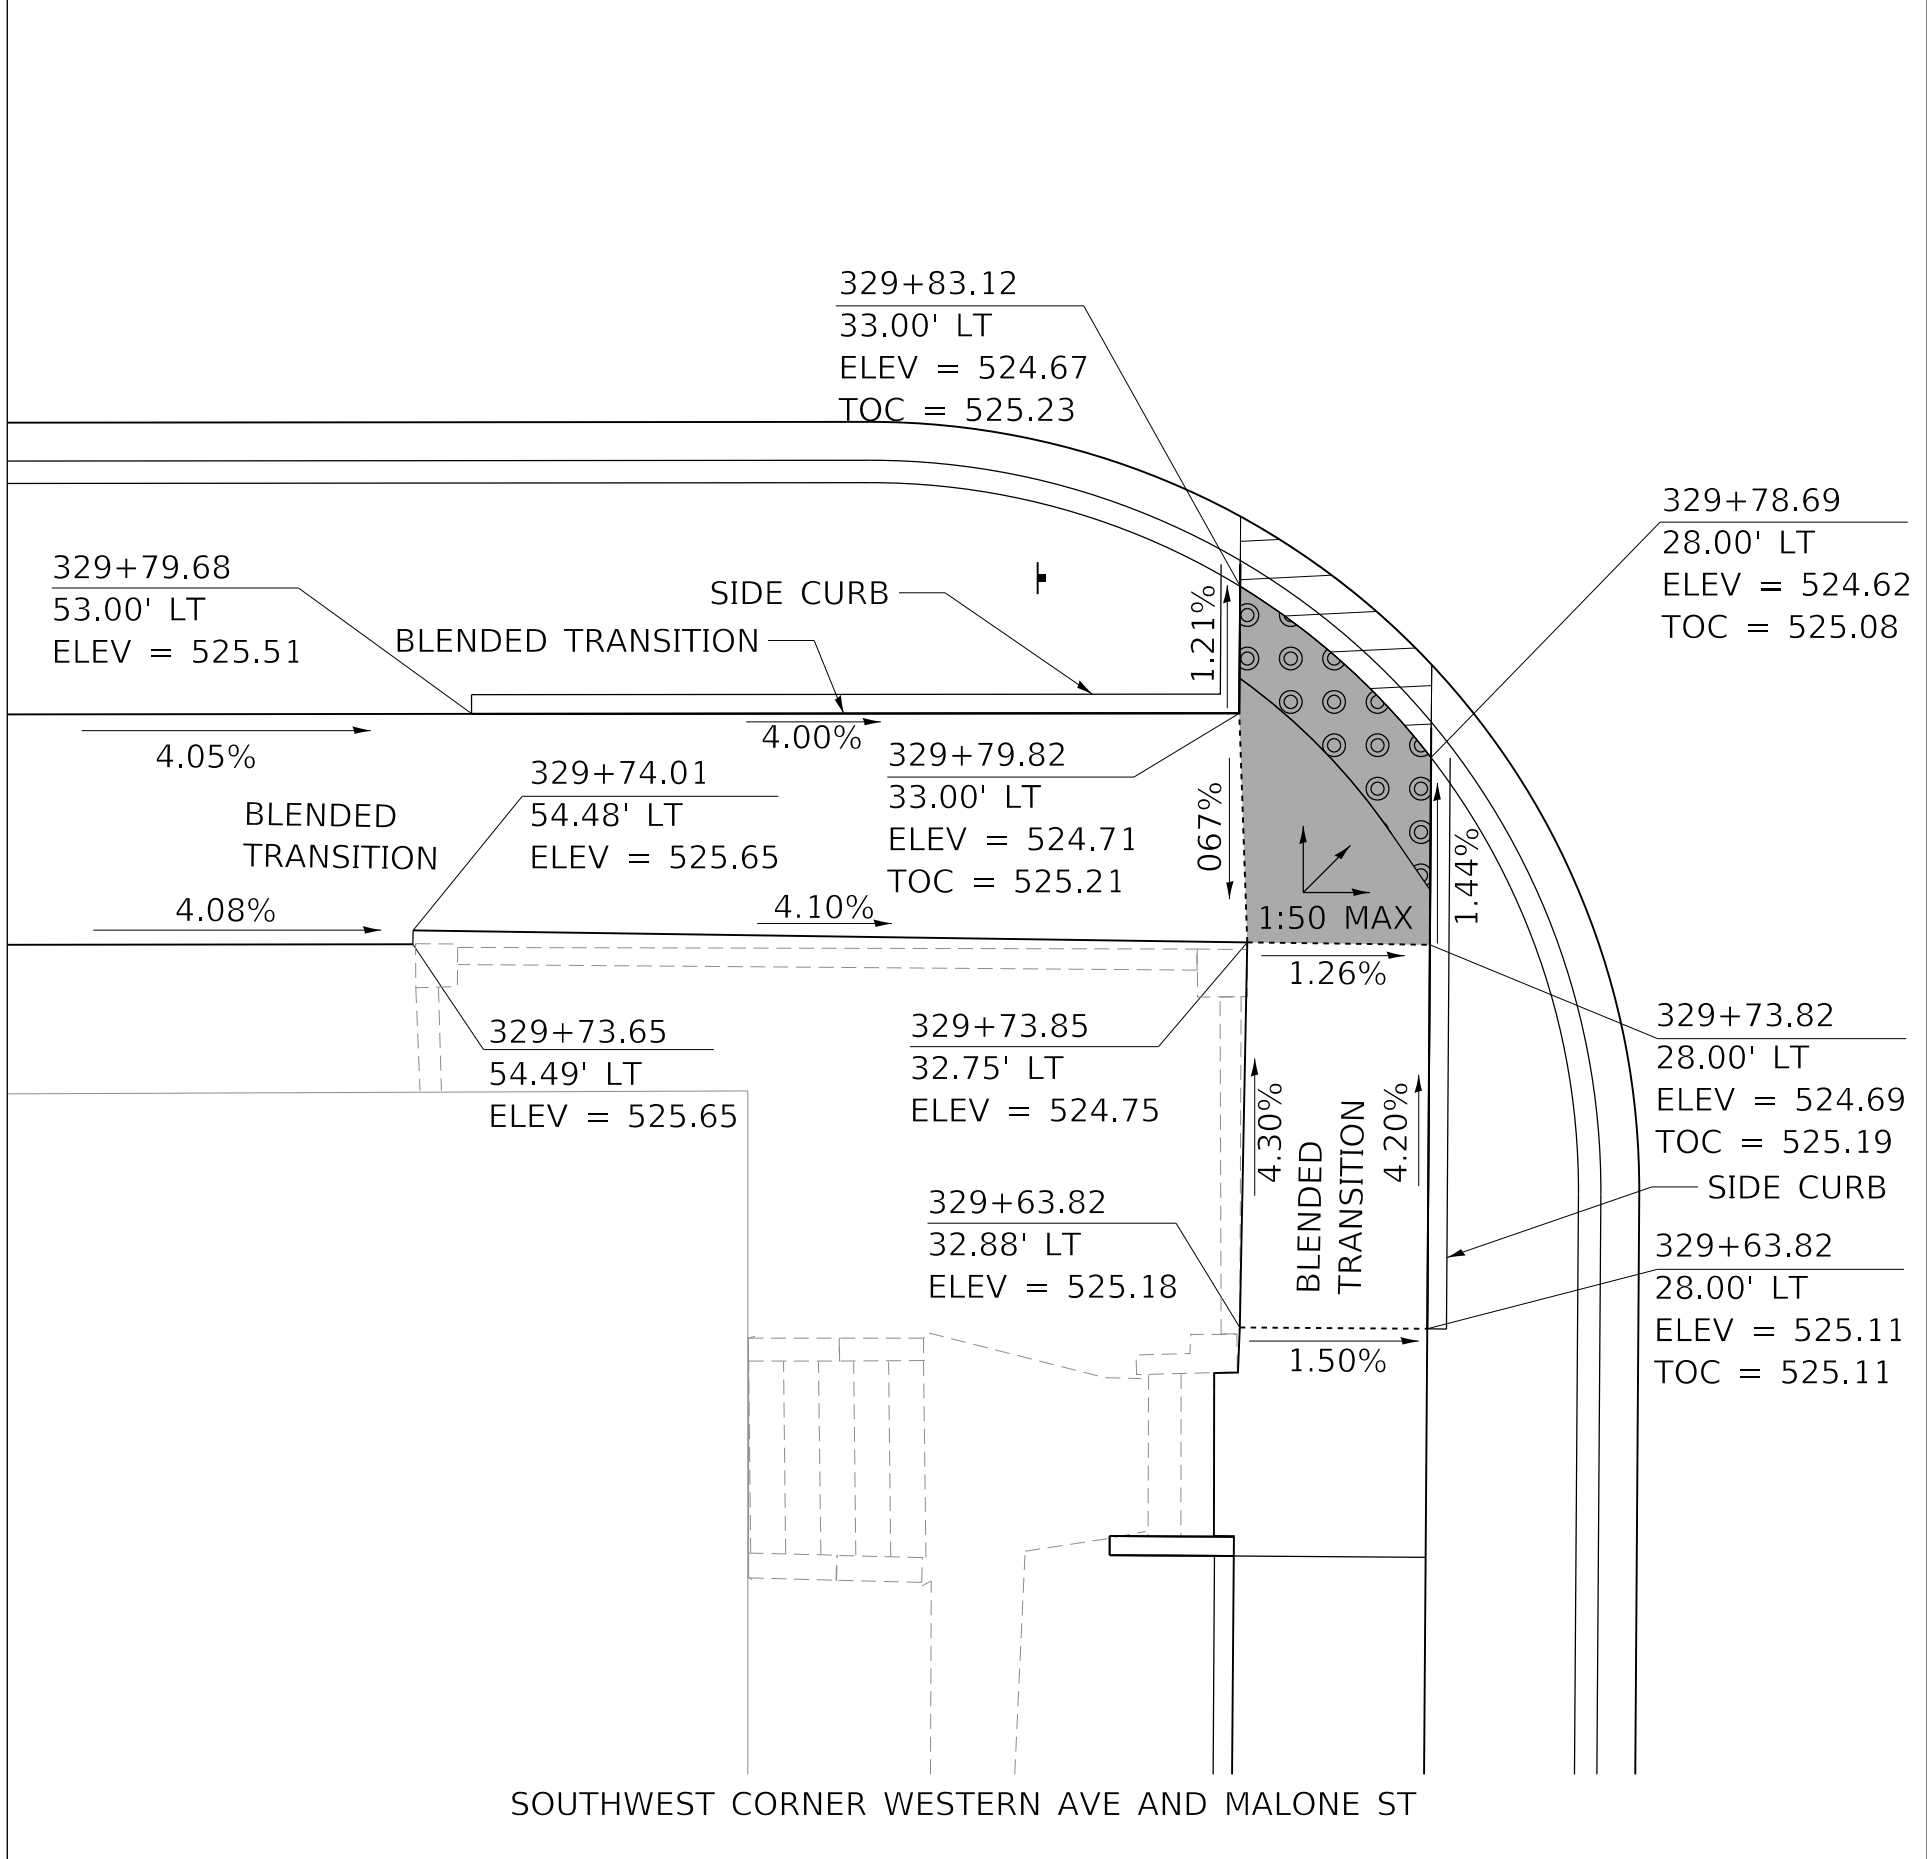 329+83.12
33.00' LT
ELEV = 524.67
TOC = 525.23
329+78.69
28.00' LT
ELEV = 524.62
TOC = 525.08
329+79.68
53.00' LT
ELEV = 525.51
SIDE CURB
BLENDED TRANSITION
1.21%
4.05%
4.00%
329+79.82
33.00' LT
ELEV = 524.71
TOC = 525.21
329+74.01
54.48' LT
ELEV = 525.65
BLENDED
TRANSITION
067%
1.44%
4.08%
4.10%
1:50 MAX
1.26%
329+73.65
54.49' LT
ELEV = 525.65
329+73.85
32.75' LT
ELEV = 524.75
329+73.82
28.00' LT
ELEV = 524.69
TOC = 525.19
4.30%
BLENDED
TRANSITION
4.20%
SIDE CURB
329+63.82
32.88' LT
ELEV = 525.18
329+63.82
28.00' LT
ELEV = 525.11
TOC = 525.11
1.50%
SOUTHWEST CORNER WESTERN AVE AND MALONE ST